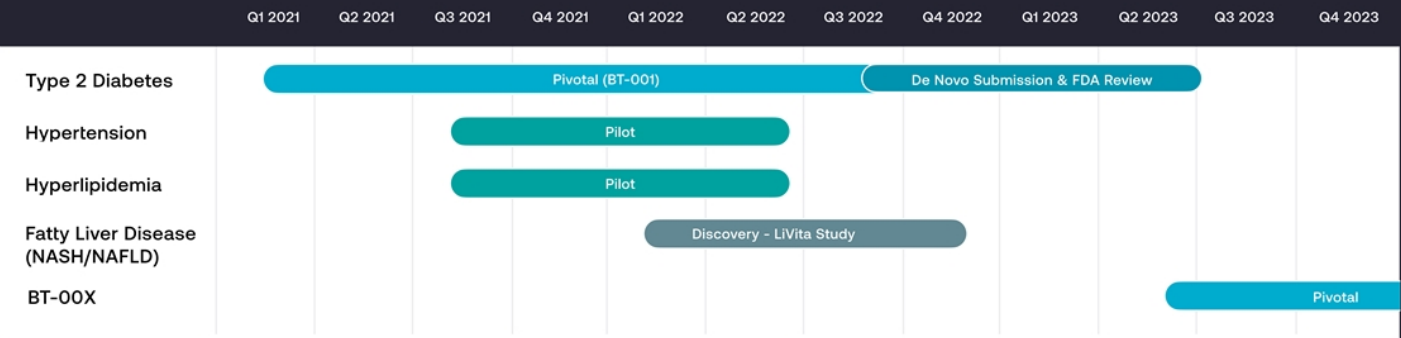 Q1 2021 Q2 2021 Q3 2021 Q4 2021 Q1 2022 Q2 2022 Q3 2022 Q4 2022 Q1 2023 Q2 2023 Q3 2023 Q4 2023
Type 2 Diabetes Pivotal (BT-001) De Novo Submission & FDA Review
Hypertension Pilot
Hyperlipidemia Pilot
Fatty Liver Disease Discovery - LiVita Study
(NASH/NAFLD)
BT-00X Pivotal